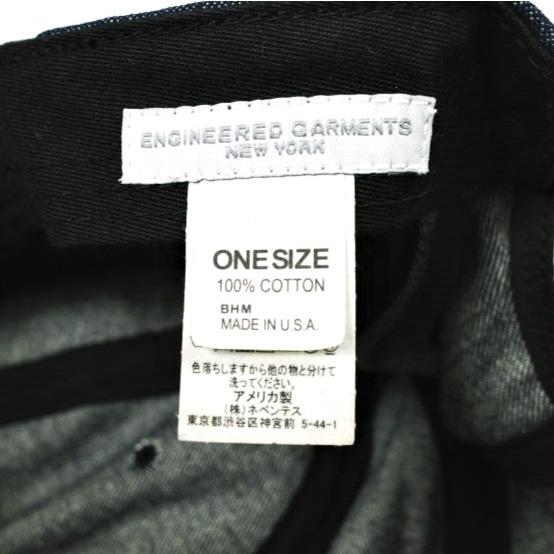 ENGINEERED GARMENTS
NEW YORK
ONE SIZE
100% COTTON
BHM
MADE IN U.S.A.
色落ちしますから他の物と分けて
洗ってください。
アメリカ製
(株)ネペンテス
東京都渋谷区神宮前 5-44-1